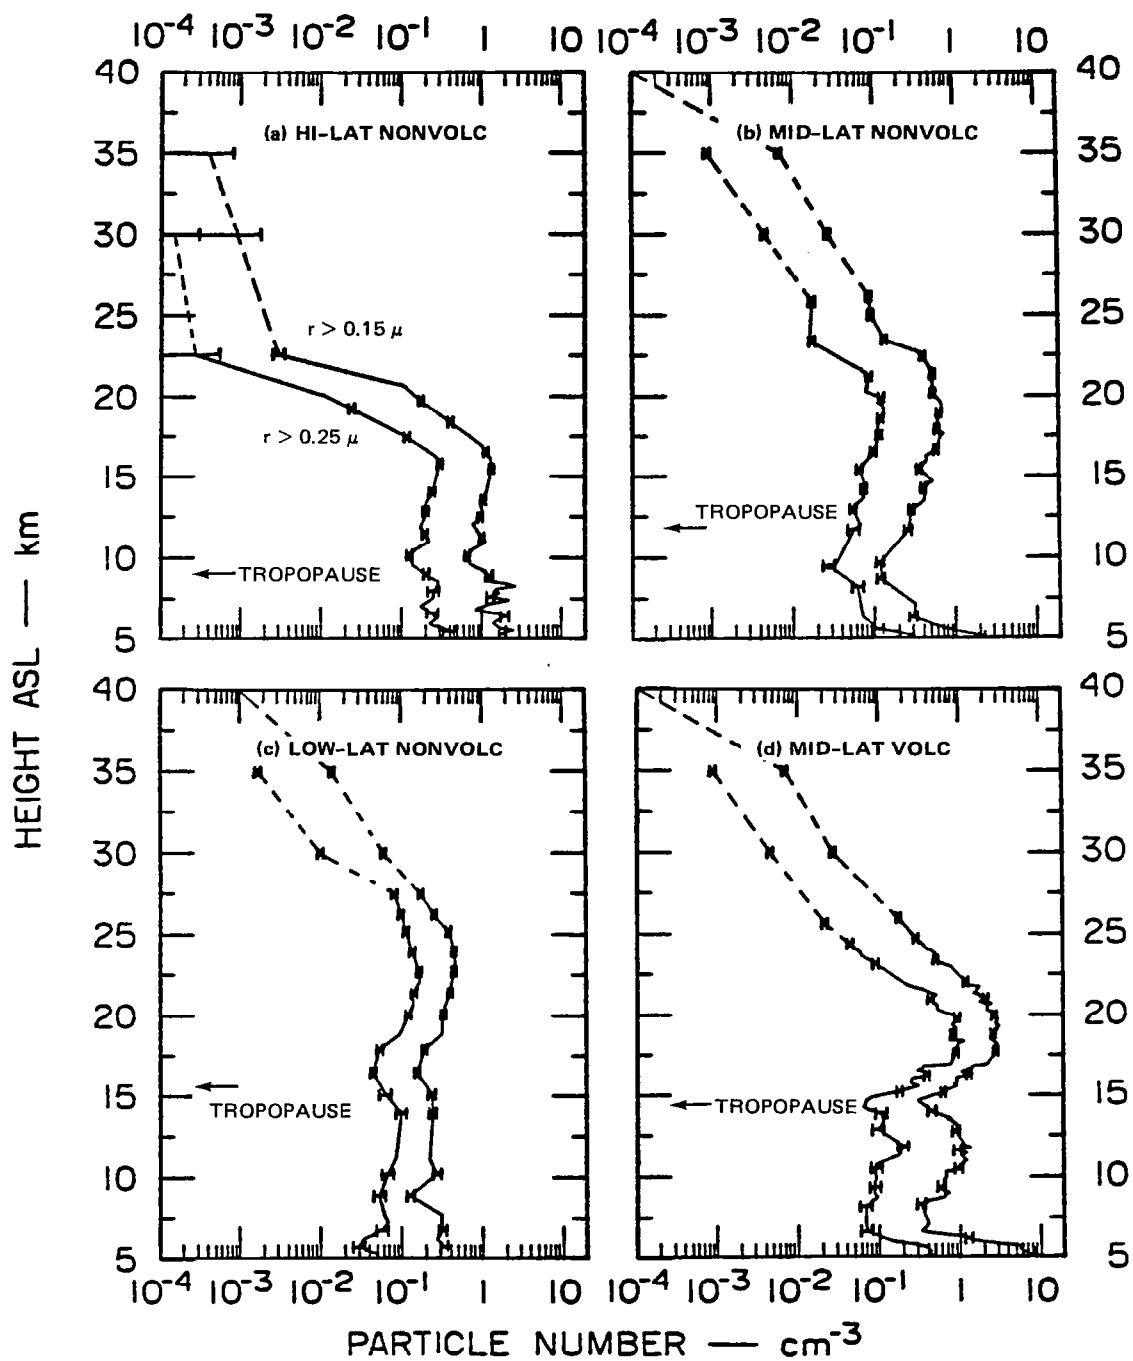 10⁻⁴ 10⁻³ 10⁻² 10⁻¹ 1 10 10⁻⁴ 10⁻³ 10⁻² 10⁻¹ 1 10
40 40
(a) HI-LAT NONVOLC (b) MID-LAT NONVOLC
35 35
30 30
25 25
r > 0.15 μ
20 20
r > 0.25 μ
15 15
TROPOPAUSE
10 10
TROPOPAUSE
5 5
HEIGHT ASL — km
40 40
(c) LOW-LAT NONVOLC (d) MID-LAT VOLC
35 35
30 30
25 25
20 20
15 15
TROPOPAUSE TROPOPAUSE
10 10
5 5
10⁻⁴ 10⁻³ 10⁻² 10⁻¹ 1 10 10⁻⁴ 10⁻³ 10⁻² 10⁻¹ 1 10
PARTICLE NUMBER — cm⁻³